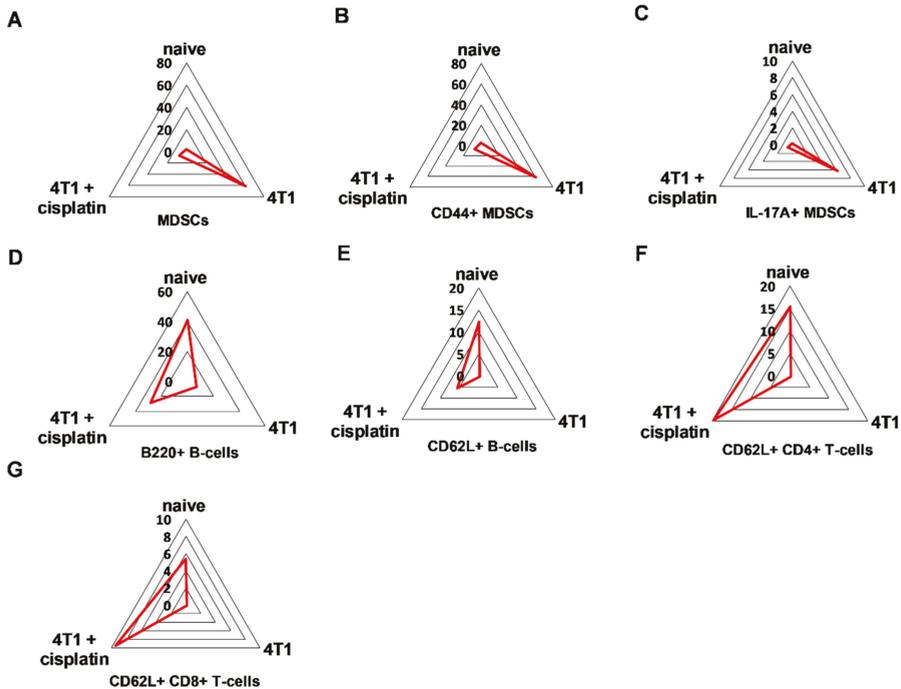 A
naive
80
60
40
20
0
4T1 +
cisplatin
4T1
MDSCs
B
naive
80
60
40
20
0
4T1 +
cisplatin
4T1
CD44+ MDSCs
C
naive
10
8
6
4
2
0
4T1 +
cisplatin
4T1
IL-17A+ MDSCs
D
naive
60
40
20
0
4T1 +
cisplatin
4T1
B220+ B-cells
E
naive
20
15
10
5
0
4T1 +
cisplatin
4T1
CD62L+ B-cells
F
naive
20
15
10
5
0
4T1 +
cisplatin
4T1
CD62L+ CD4+ T-cells
G
naive
10
8
6
4
2
0
4T1 +
cisplatin
4T1
CD62L+ CD8+ T-cells